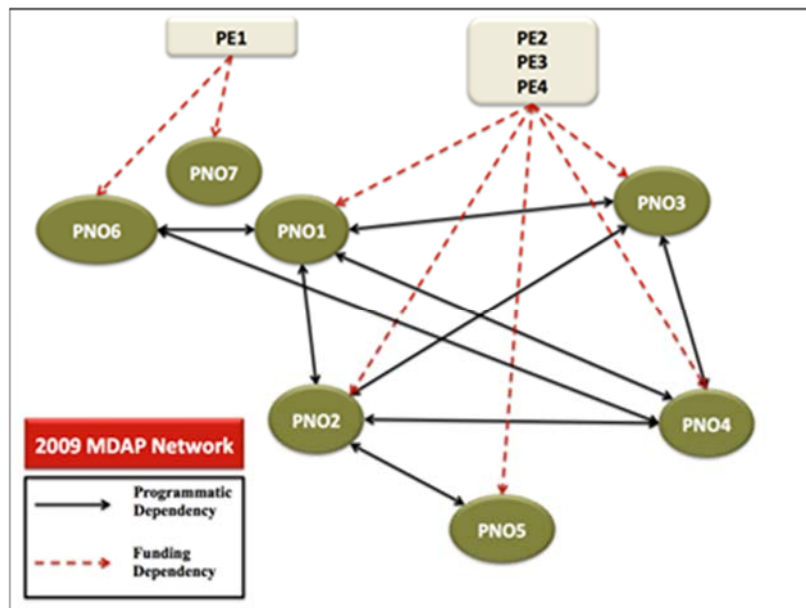 PE1
PE2
PE3
PE4
PNO7
PNO6
PNO1
PNO3
PNO2
PNO4
PNO5
2009 MDAP Network
Programmatic
Dependency
Funding
Dependency